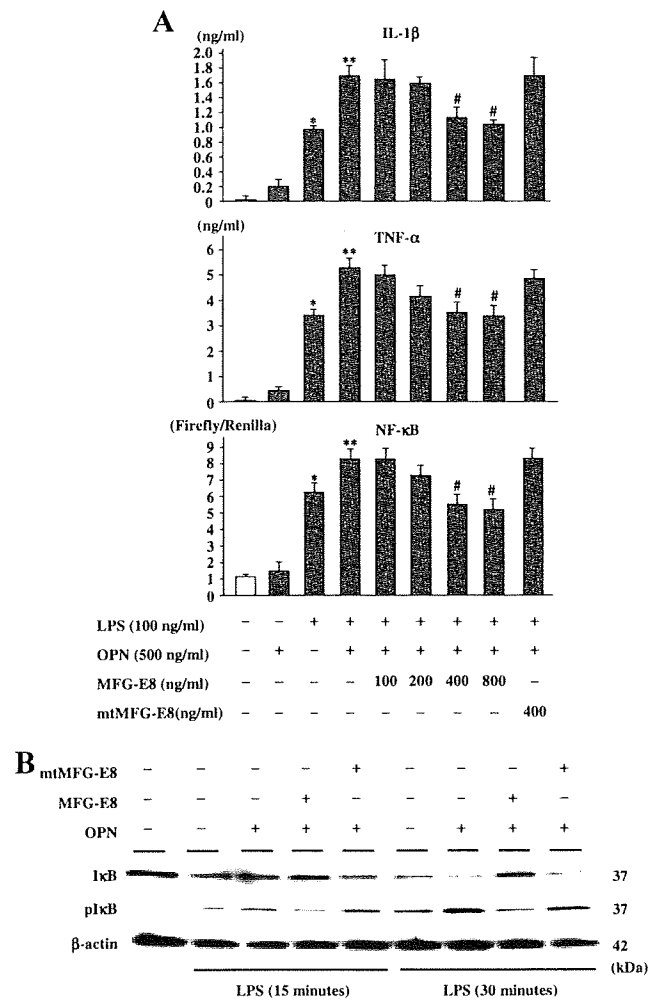 A
(ng/ml)
IL-1β
2.0
**
1.8
1.6
1.4
#
1.2
*
#
1.0
0.8
0.6
0.4
0.2
0
(ng/ml)
TNF-α
6
**
5
4
*
#
#
3
2
1
0
(Firefly/Renilla)
NF-κB
9
**
8
7
*
6
#
#
5
4
3
2
1
0
LPS (100 ng/ml) – – + + + + + + +
OPN (500 ng/ml) – + – + + + + + +
MFG-E8 (ng/ml) – – – – 100 200 400 800 –
mtMFG-E8(ng/ml) – – – – – – – – 400
B
mtMFG-E8 – – – – + – – – +
MFG-E8 – – – + – – – + –
OPN – – + + + – + + +
IκB 37
pIκB 37
β-actin 42
(kDa)
LPS (15 minutes) LPS (30 minutes)